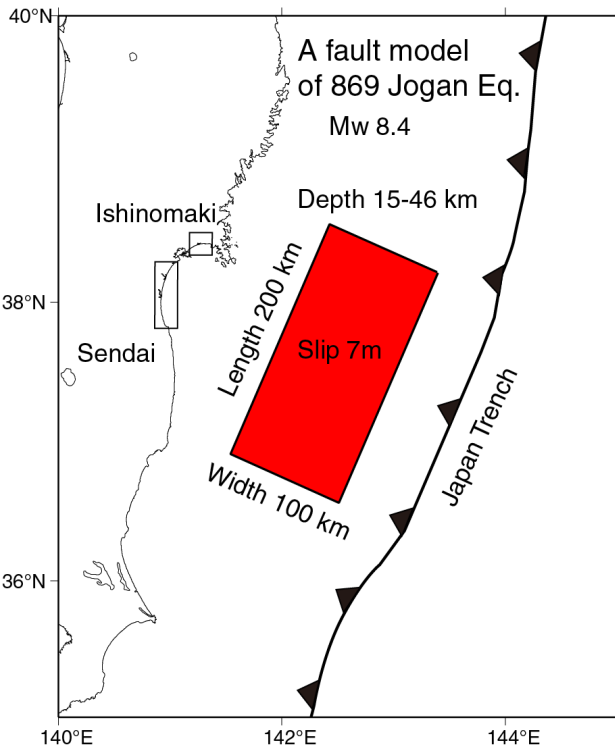 40°N
A fault model
of 869 Jogan Eq.
Mw 8.4
Depth 15-46 km
Ishinomaki
Length 200 km
38°N
Slip 7m
Sendai
Japan Trench
Width 100 km
36°N
140°E
142°E
144°E